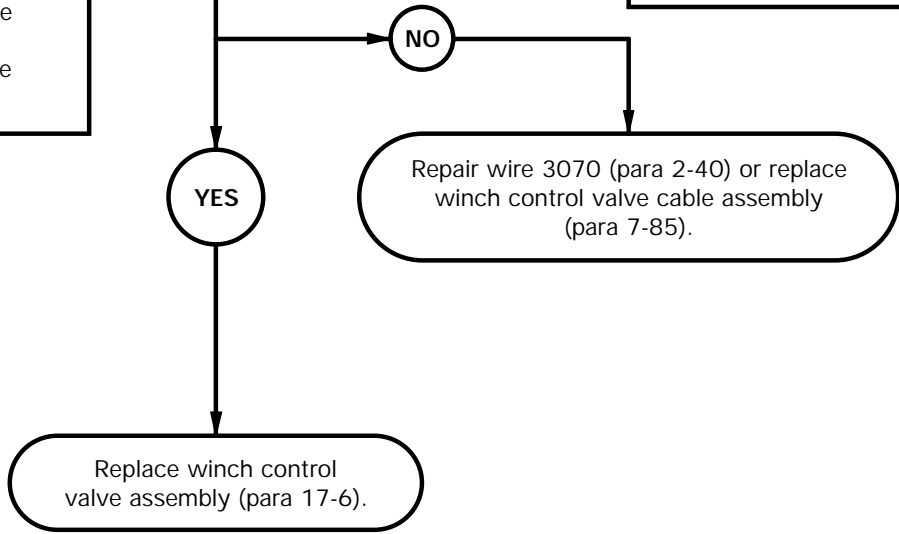 e
e
NO
YES
Repair wire 3070 (para 2-40) or replace
winch control valve cable assembly
(para 7-85).
Replace winch control
valve assembly (para 17-6).